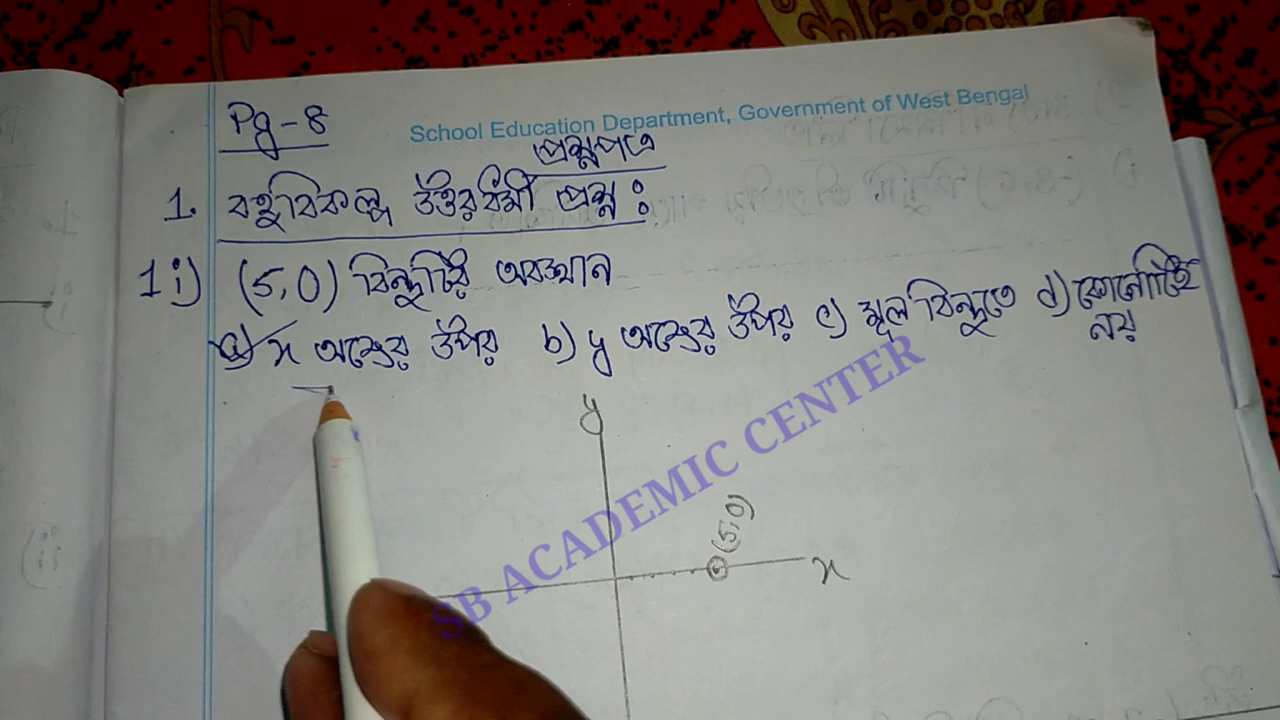 Pg-8
School Education Department, Government of West Bengal
প্রশ্নপত্র
1. বহুবিকল্প উত্তরধর্মী প্রশ্ন :
1 i) (5,0) বিন্দুটির অবস্থান
a) x অক্ষের উপর b) y অক্ষের উপর c) মূল বিন্দুতে d) কোনোটিই নয়
y
(5,0)
x
SB ACADEMIC CENTER